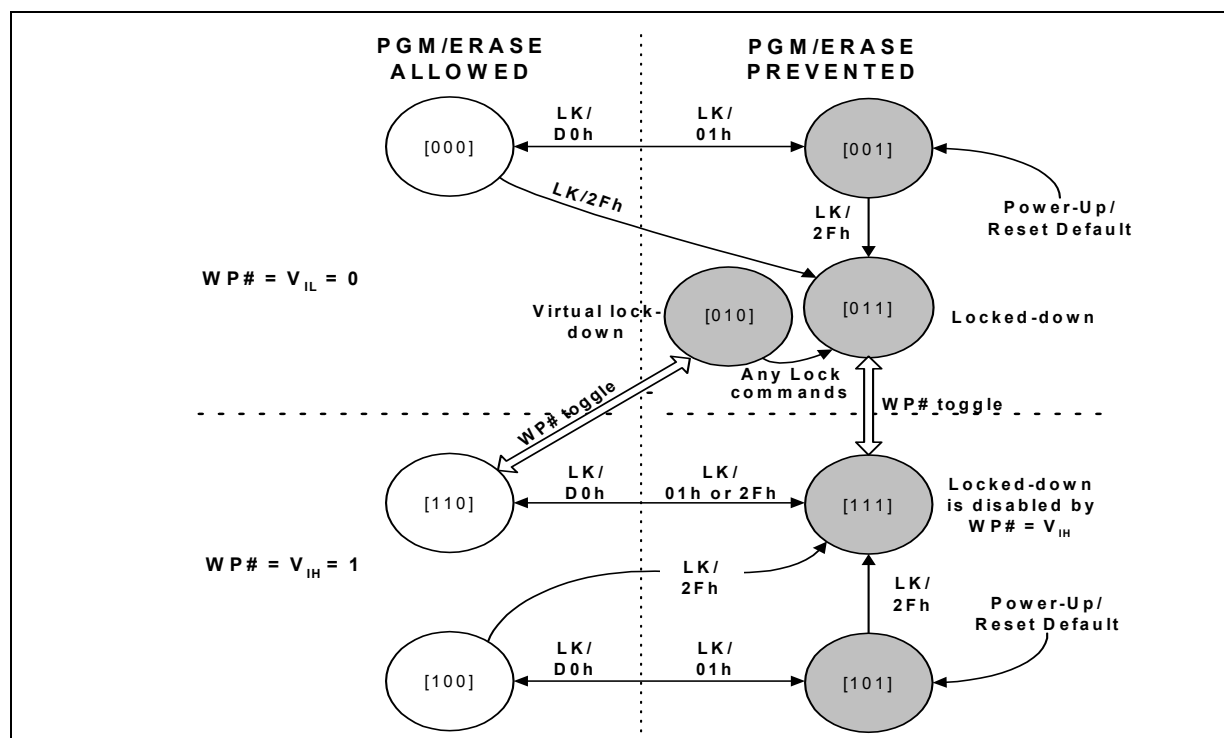 PGM/ERASE
ALLOWED
PGM/ERASE
PREVENTED
LK/
D0h
LK/
01h
[000]
[001]
LK/2Fh
LK/
2Fh
Power-Up/
Reset Default
WP# = VIL = 0
Virtual lock-
down
[010]
[011]
Locked-down
Any Lock
commands
WP# toggle
WP# toggle
LK/
D0h
LK/
01h or 2Fh
[110]
[111]
Locked-down
is disabled by
WP# = VIH
WP# = VIH = 1
LK/
2Fh
LK/
2Fh
Power-Up/
Reset Default
LK/
D0h
LK/
01h
[100]
[101]